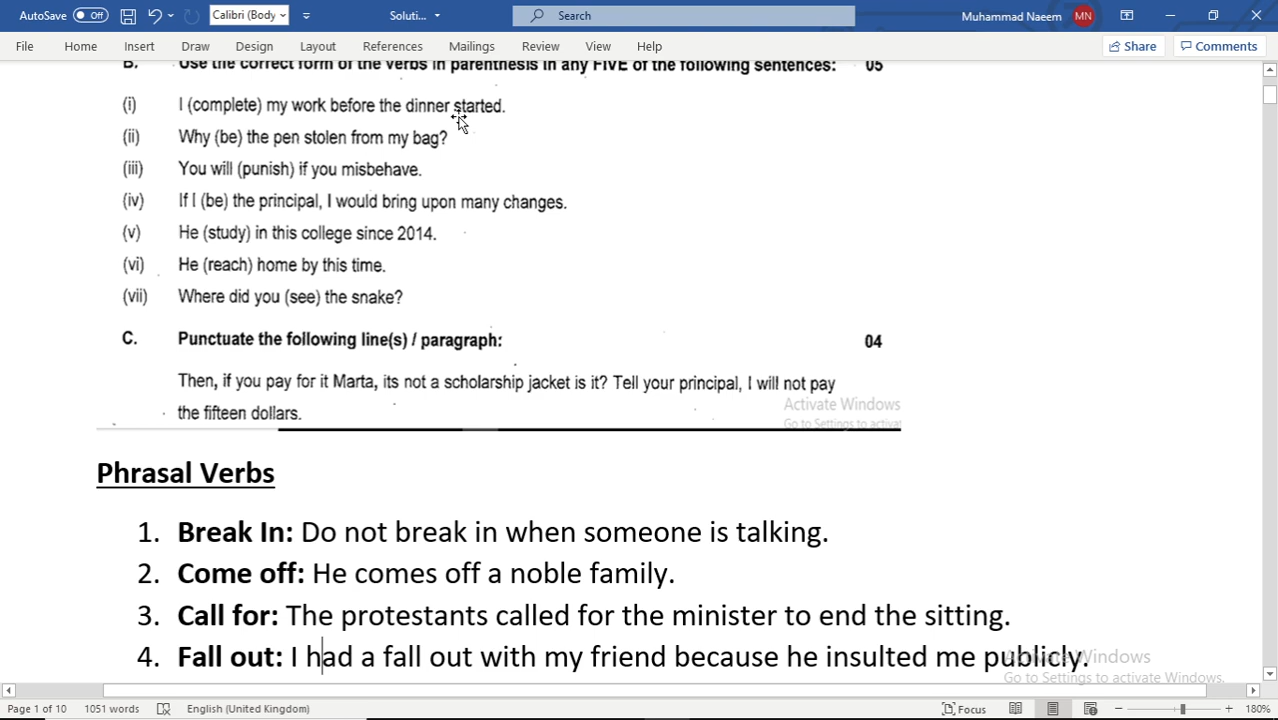 AutoSave Off Calibri (Body Soluti... Search Muhammad Naeem MN
File Home Insert Draw Design Layout References Mailings Review View Help Share Comments
B. Use the correct form of the verbs in parenthesis in any FIVE of the following sentences: 05
(i) I (complete) my work before the dinner started.
(ii) Why (be) the pen stolen from my bag?
(iii) You will (punish) if you misbehave.
(iv) If I (be) the principal, I would bring upon many changes.
(v) He (study) in this college since 2014.
(vi) He (reach) home by this time.
(vii) Where did you (see) the snake?
C. Punctuate the following line(s) / paragraph: 04
Then, if you pay for it Marta, its not a scholarship jacket is it? Tell your principal, I will not pay
the fifteen dollars.
Activate Windows
Go to Settings to activat
Phrasal Verbs
1. Break In: Do not break in when someone is talking.
2. Come off: He comes off a noble family.
3. Call for: The protestants called for the minister to end the sitting.
4. Fall out: I had a fall out with my friend because he insulted me publicly.
Activate Windows
Go to Settings to activate Windows.
Page 1 of 10 1051 words English (United Kingdom) Focus 180%